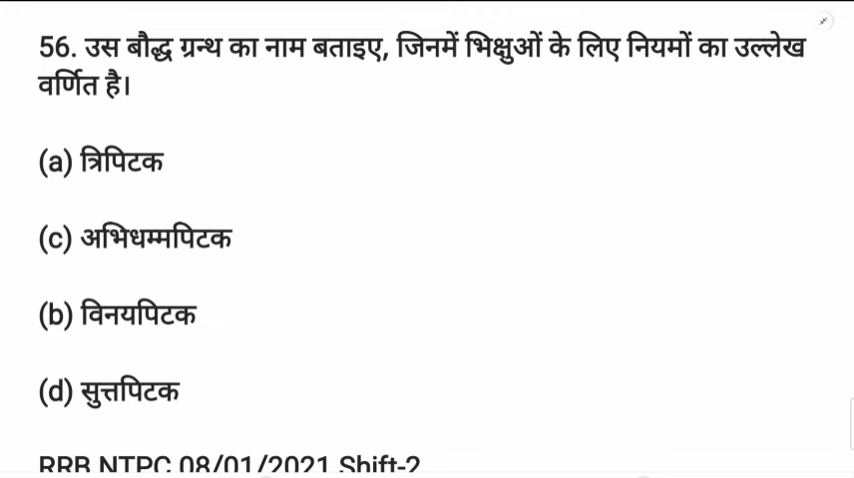 56. उस बौद्ध ग्रन्थ का नाम बताइए, जिनमें भिक्षुओं के लिए नियमों का उल्लेख
वर्णित है।
(a) त्रिपिटक
(c) अभिधम्मपिटक
(b) विनयपिटक
(d) सुत्तपिटक
RRB NTPC 08/01/2021 Shift-2